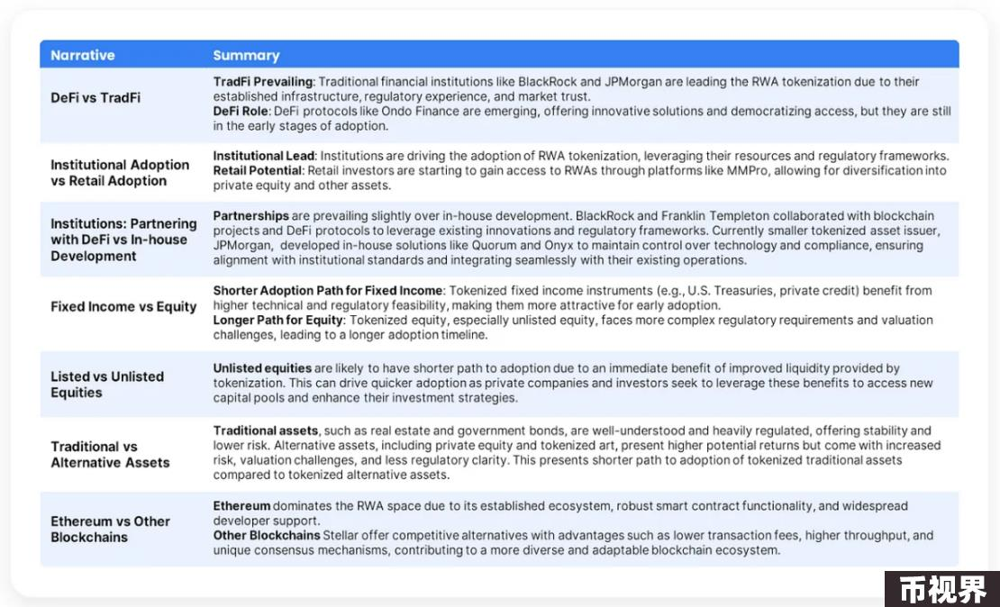 Narrative Summary
DeFi vs TradFi
TradFi Prevailing: Traditional financial institutions like BlackRock and JPMorgan are leading the RWA tokenization due to their
established infrastructure, regulatory experience, and market trust.
DeFi Role: DeFi protocols like Ondo Finance are emerging, offering innovative solutions and democratizing access, but they are still
in the early stages of adoption.
Institutional Adoption
vs Retail Adoption
Institutional Lead: Institutions are driving the adoption of RWA tokenization, leveraging their resources and regulatory frameworks.
Retail Potential: Retail investors are starting to gain access to RWAs through platforms like MMPro, allowing for diversification into
private equity and other assets.
Institutions: Partnering
with DeFi vs In-house
Development
Partnerships are prevailing slightly over in-house development. BlackRock and Franklin Templeton collaborated with blockchain
projects and DeFi protocols to leverage existing innovations and regulatory frameworks. Currently smaller tokenized asset issuer,
JPMorgan, developed in-house solutions like Quorum and Onyx to maintain control over technology and compliance, ensuring
alignment with institutional standards and integrating seamlessly with their existing operations.
Fixed Income vs Equity
Shorter Adoption Path for Fixed Income: Tokenized fixed income instruments (e.g., U.S. Treasuries, private credit) benefit from
higher technical and regulatory feasibility, making them more attractive for early adoption.
Longer Path for Equity: Tokenized equity, especially unlisted equity, faces more complex regulatory requirements and valuation
challenges, leading to a longer adoption timeline.
Listed vs Unlisted
Equities
Unlisted equities are likely to have shorter path to adoption due to an immediate benefit of improved liquidity provided by
tokenization. This can drive quicker adoption as private companies and investors seek to leverage these benefits to access new
capital pools and enhance their investment strategies.
Traditional vs
Alternative Assets
Traditional assets, such as real estate and government bonds, are well-understood and heavily regulated, offering stability and
lower risk. Alternative assets, including private equity and tokenized art, present higher potential returns but come with increased
risk, valuation challenges, and less regulatory clarity. This presents shorter path to adoption of tokenized traditional assets
compared to tokenized alternative assets.
Ethereum vs Other
Blockchains
Ethereum dominates the RWA space due to its established ecosystem, robust smart contract functionality, and widespread
developer support.
Other Blockchains Stellar offer competitive alternatives with advantages such as lower transaction fees, higher throughput, and
unique consensus mechanisms, contributing to a more diverse and adaptable blockchain ecosystem.
币视界